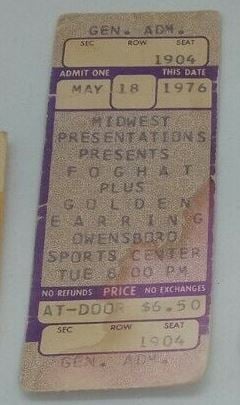 GEN. ADM.
SEC ROW SEAT
1904
ADMIT ONE THIS DATE
MAY 18 1976
MIDWEST
PRESENTATIONS
PRESENTS
FOGHAT
PLUS
GOLDEN
EARRING
OWENSBORO
SPORTS CENTER
TUE 8:00 PM
NO REFUNDS PRICE NO EXCHANGES
AT-DOOR $6.50
SEC ROW SEAT
1904
GEN. ADM.